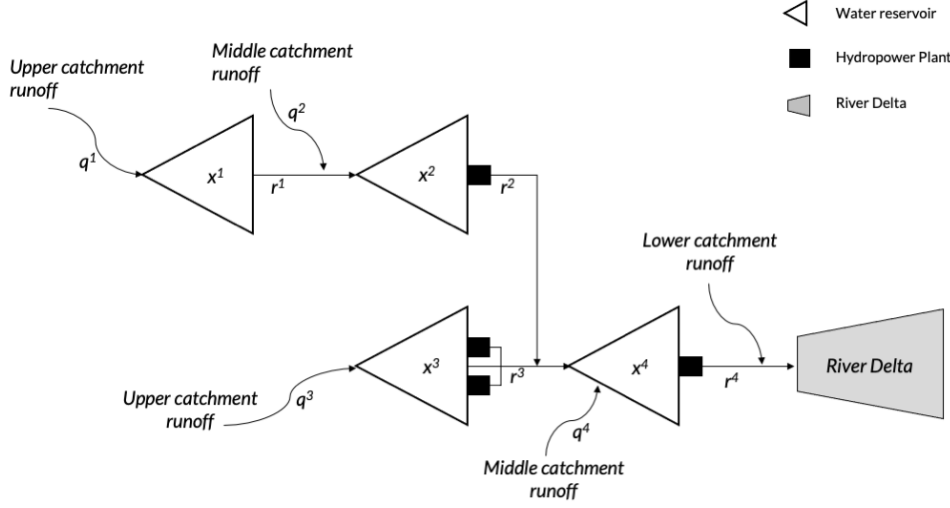 Water reservoir
Hydropower Plant
River Delta
Upper catchment
runoff
Middle catchment
runoff
q¹
q²
x¹
r¹
x²
r²
Lower catchment
runoff
Upper catchment
runoff
q³
x³
r³
x⁴
r⁴
River Delta
q⁴
Middle catchment
runoff